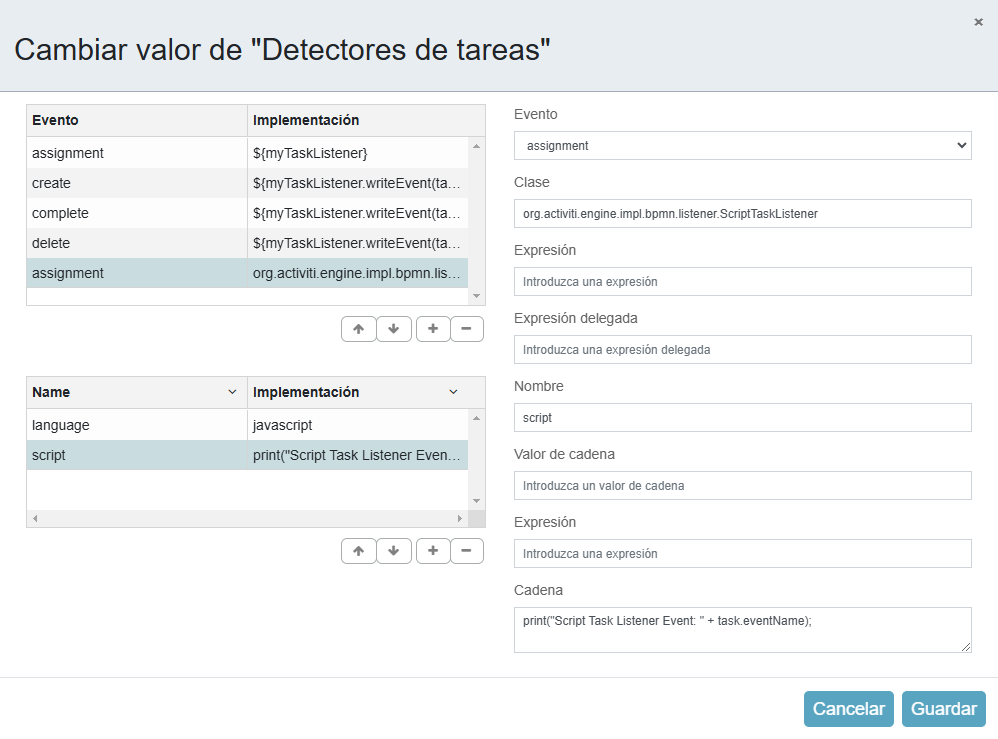 ×
Cambiar valor de "Detectores de tareas"
Evento Implementación
assignment ${myTaskListener}
create ${myTaskListener.writeEvent(ta...
complete ${myTaskListener.writeEvent(ta...
delete ${myTaskListener.writeEvent(ta...
assignment org.activiti.engine.impl.bpmn.lis...
Name Implementación
language javascript
script print("Script Task Listener Even...
Evento
assignment
Clase
org.activiti.engine.impl.bpmn.listener.ScriptTaskListener
Expresión
Introduzca una expresión
Expresión delegada
Introduzca una expresión delegada
Nombre
script
Valor de cadena
Introduzca un valor de cadena
Expresión
Introduzca una expresión
Cadena
print("Script Task Listener Event: " + task.eventName);
Cancelar Guardar